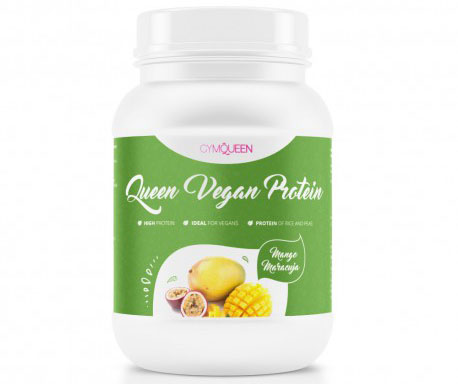 GYMQUEEN
Queen Vegan Protein
HIGH PROTEIN IDEAL FOR VEGANS PROTEIN OF RICE AND PEAS
Mango
Maracuja